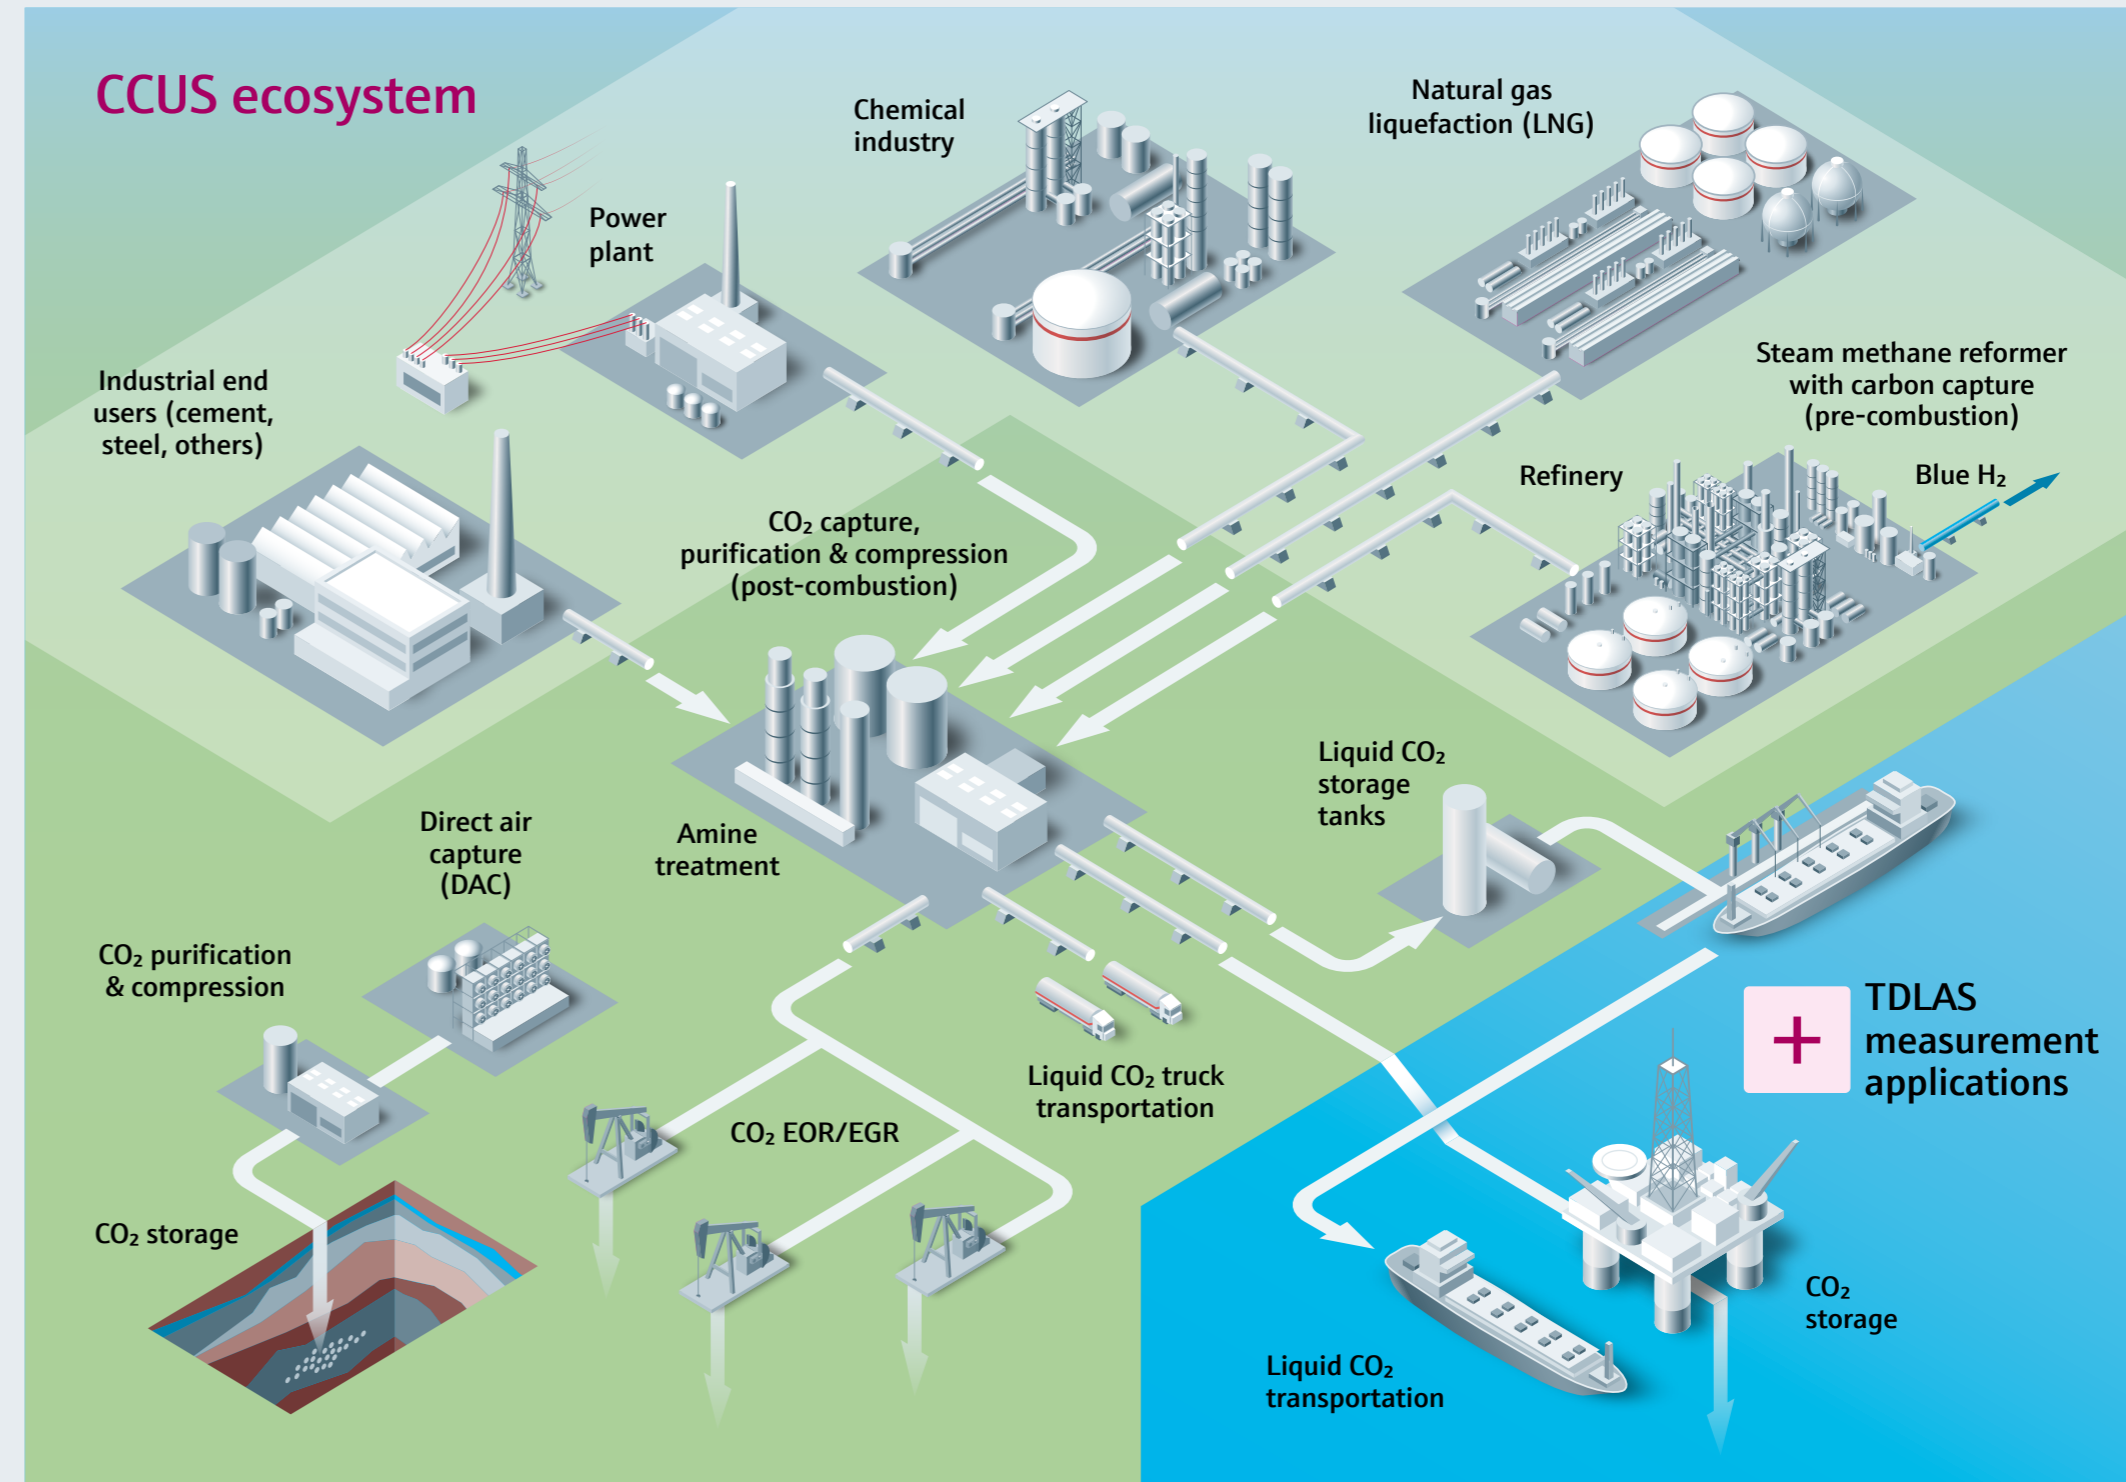 CCUS ecosystem
Chemical
industry
Natural gas
liquefaction (LNG)
Power
plant
Industrial end
users (cement,
steel, others)
Steam methane reformer
with carbon capture
(pre-combustion)
Refinery
Blue H₂
CO₂ capture,
purification & compression
(post-combustion)
Liquid CO₂
storage
tanks
Direct air
capture
(DAC)
Amine
treatment
CO₂ purification
& compression
TDLAS
measurement
applications
+
Liquid CO₂ truck
transportation
CO₂ EOR/EGR
CO₂ storage
CO₂
storage
Liquid CO₂
transportation